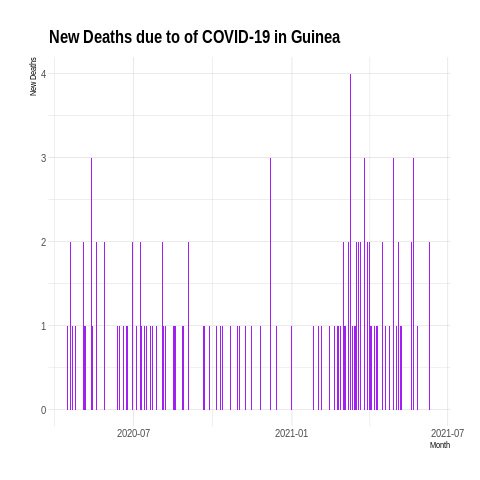 New Deaths due to of COVID-19 in Guinea
New Deaths
4
3
2
1
0
2020-07
2021-01
2021-07
Month